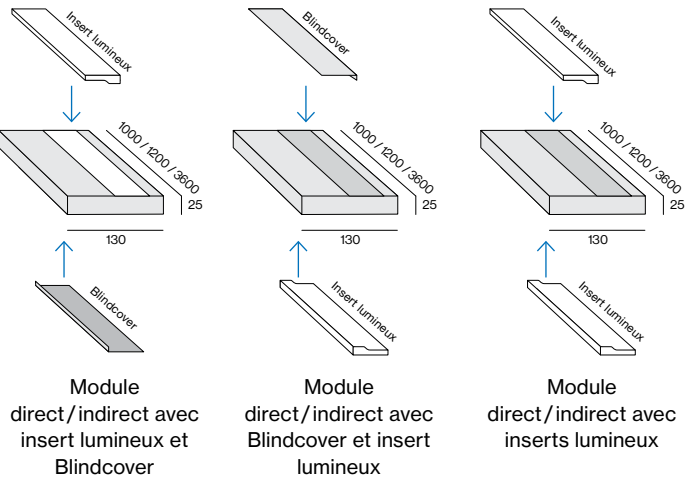 Insert lumineux
1000 / 1200 / 3600
25
130
Blindcover
Module
direct/indirect avec
insert lumineux et
Blindcover
Blindcover
1000 / 1200 / 3600
25
130
Insert lumineux
Module
direct/indirect avec
Blindcover et insert
lumineux
Insert lumineux
1000 / 1200 / 3600
25
130
Insert lumineux
Module
direct/indirect avec
inserts lumineux